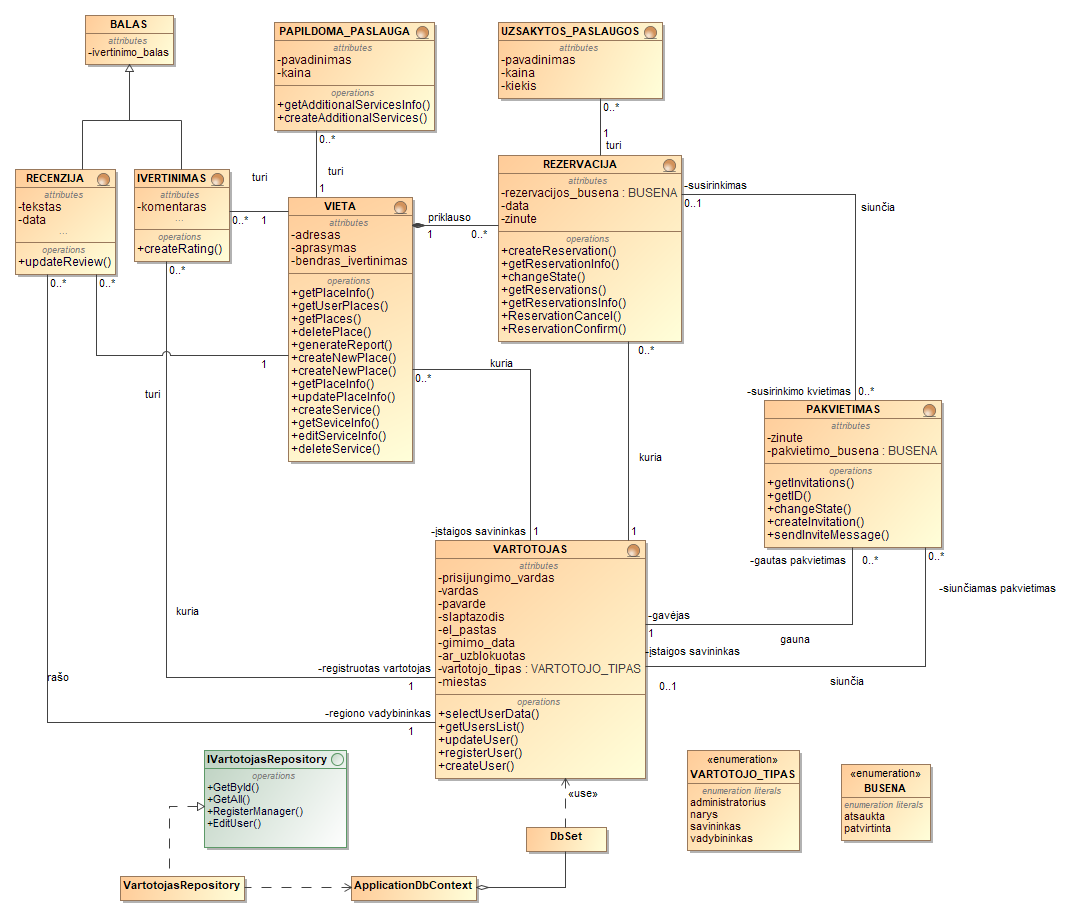 BALAS
attributes
-ivertinimo_balas
PAPILDOMA_PASLAUGA
attributes
-pavadinimas
-kaina
operations
+getAdditionalServicesInfo()
+createAdditionalServices()
UZSAKYTOS_PASLAUGOS
attributes
-pavadinimas
-kaina
-kiekis
0..*
turi
1
0..*
1
turi
RECENZIJA
attributes
-tekstas
-data
...
operations
+updateReview()
0..*
0..*
IVERTINIMAS
attributes
-komentaras
...
operations
+createRating()
0..*
turi
0..*
1
VIETA
attributes
-adresas
-aprasymas
-bendras_ivertinimas
operations
+getPlaceInfo()
+getUserPlaces()
+getPlaces()
+deletePlace()
+generateReport()
+createNewPlace()
+createNewPlace()
+getPlaceInfo()
+updatePlaceInfo()
+createService()
+getSeviceInfo()
+editServiceInfo()
+deleteService()
priklauso
1
0..*
REZERVACIJA
attributes
-rezervacijos_busena : BUSENA
-data
-zinute
operations
+createReservation()
+getReservationInfo()
+changeState()
+getReservations()
+getReservationsInfo()
+ReservationCancel()
+ReservationConfirm()
-susirinkimas
0..1
siunčia
0..*
1
turi
kuria
0..*
-susirinkimo kvietimas
0..*
PAKVIETIMAS
attributes
-zinute
-pakvietimo_busena : BUSENA
operations
+getInvitations()
+getID()
+changeState()
+createInvitation()
+sendInviteMessage()
kuria
-įstaigos savininkas
1
1
VARTOTOJAS
attributes
-prisijungimo_vardas
-vardas
-pavarde
-slaptazodis
-el_pastas
-gimimo_data
-ar_uzblokuotas
-vartotojo_tipas : VARTOTOJO_TIPAS
-miestas
operations
+selectUserData()
+getUsersList()
+updateUser()
+registerUser()
+createUser()
-gautas pakvietimas
0..*
0..*
-siunčiamas pakvietimas
-gavėjas
1
gauna
-įstaigos savininkas
0..1
siunčia
kuria
-registruotas vartotojas
1
rašo
-regiono vadybininkas
1
IVartotojasRepository
operations
+GetById()
+GetAll()
+RegisterManager()
+EditUser()
«use»
DbSet
VartotojasRepository
ApplicationDbContext
«enumeration»
VARTOTOJO_TIPAS
enumeration literals
administratorius
narys
savininkas
vadybininkas
«enumeration»
BUSENA
enumeration literals
atsaukta
patvirtinta